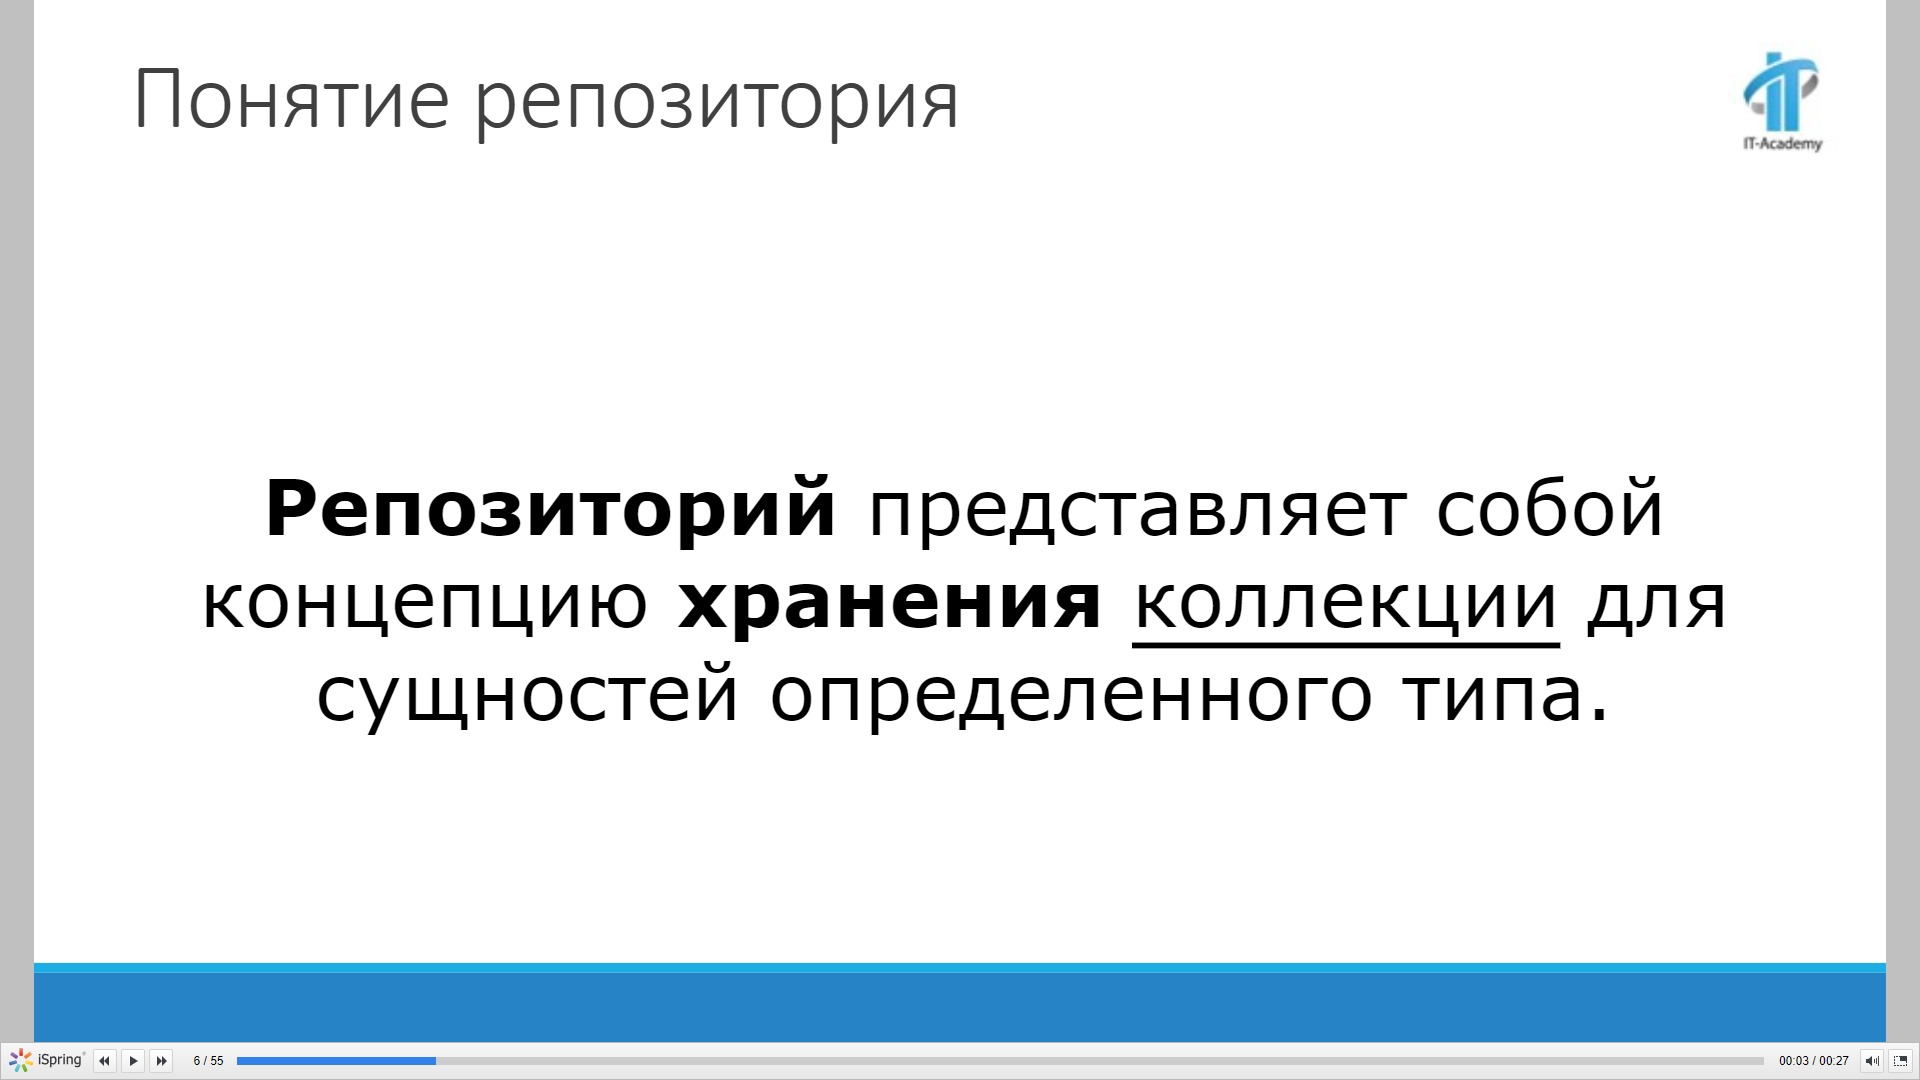 Понятие репозитория
IT-Academy
Репозиторий представляет собой
концепцию хранения коллекции для
сущностей определенного типа.
iSpring
6 / 55
00:03 / 00:27